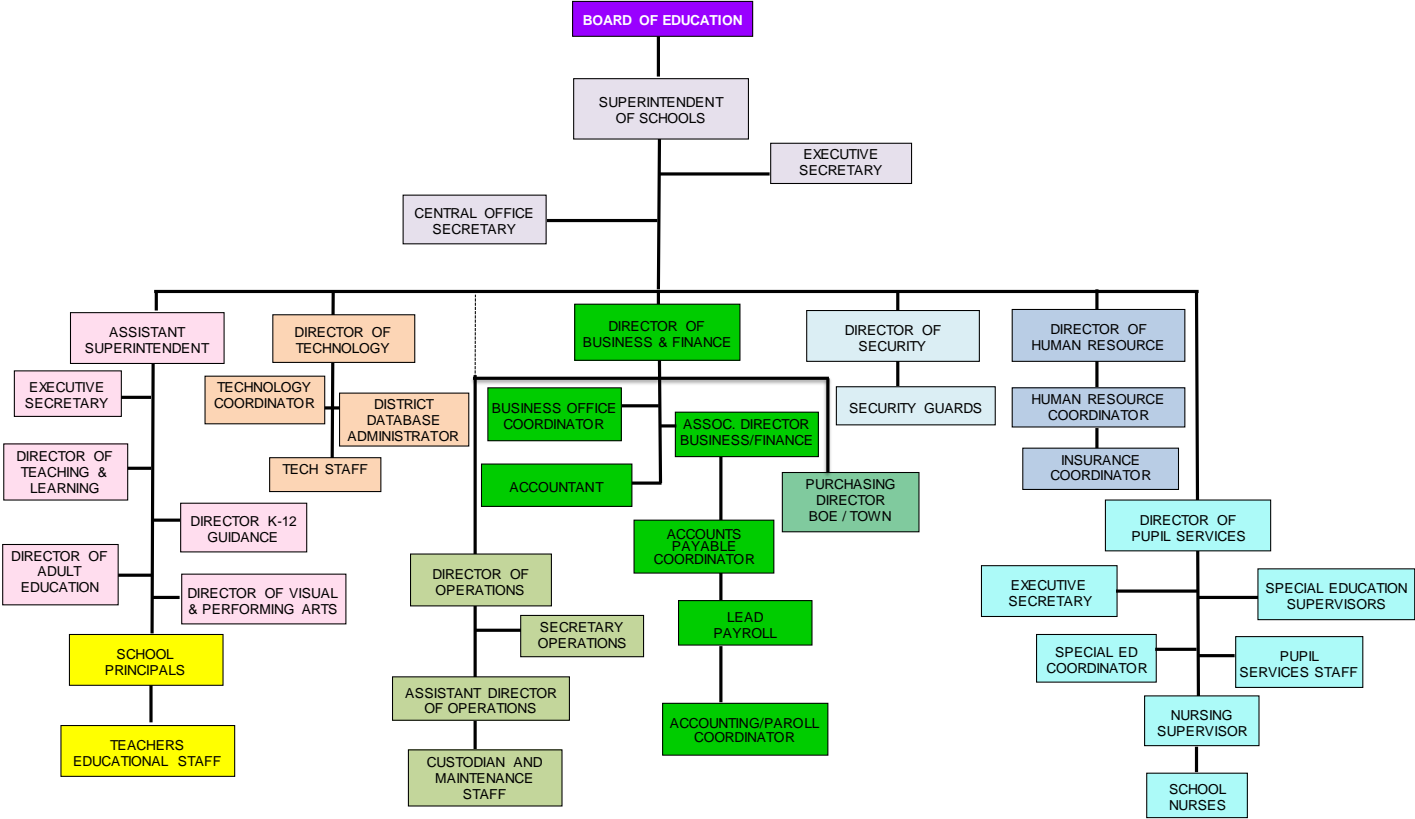 BOARD OF EDUCATION
SUPERINTENDENT
OF SCHOOLS
EXECUTIVE
SECRETARY
CENTRAL OFFICE
SECRETARY
ASSISTANT
SUPERINTENDENT
EXECUTIVE
SECRETARY
DIRECTOR OF
TEACHING &
LEARNING
DIRECTOR K-12
GUIDANCE
DIRECTOR OF
ADULT
EDUCATION
DIRECTOR OF VISUAL
& PERFORMING ARTS
SCHOOL
PRINCIPALS
TEACHERS
EDUCATIONAL STAFF
DIRECTOR OF
TECHNOLOGY
TECHNOLOGY
COORDINATOR
DISTRICT
DATABASE
ADMINISTRATOR
TECH STAFF
DIRECTOR OF
BUSINESS & FINANCE
BUSINESS OFFICE
COORDINATOR
ASSOC. DIRECTOR
BUSINESS/FINANCE
ACCOUNTANT
PURCHASING
DIRECTOR
BOE / TOWN
ACCOUNTS
PAYABLE
COORDINATOR
LEAD
PAYROLL
ACCOUNTING/PAROLL
COORDINATOR
DIRECTOR OF
OPERATIONS
SECRETARY
OPERATIONS
ASSISTANT DIRECTOR
OF OPERATIONS
CUSTODIAN AND
MAINTENANCE
STAFF
DIRECTOR OF
SECURITY
SECURITY GUARDS
DIRECTOR OF
HUMAN RESOURCE
HUMAN RESOURCE
COORDINATOR
INSURANCE
COORDINATOR
DIRECTOR OF
PUPIL SERVICES
EXECUTIVE
SECRETARY
SPECIAL EDUCATION
SUPERVISORS
SPECIAL ED
COORDINATOR
PUPIL
SERVICES STAFF
NURSING
SUPERVISOR
SCHOOL
NURSES